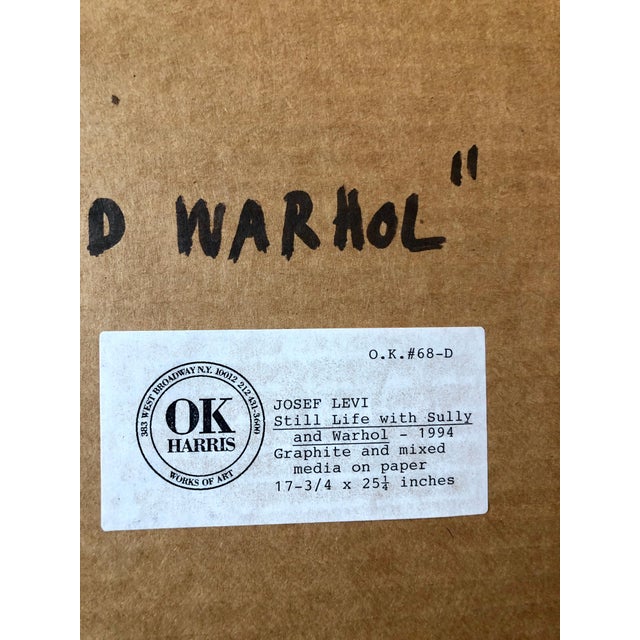 D WARHOL"
O.K.#68-D
383 WEST BROADWAY N.Y. 10012 212 431-3600
OK
HARRIS
WORKS OF ART
JOSEF LEVI
Still Life with Sully
and Warhol - 1994
Graphite and mixed
media on paper
17-3/4 x 25¼ inches